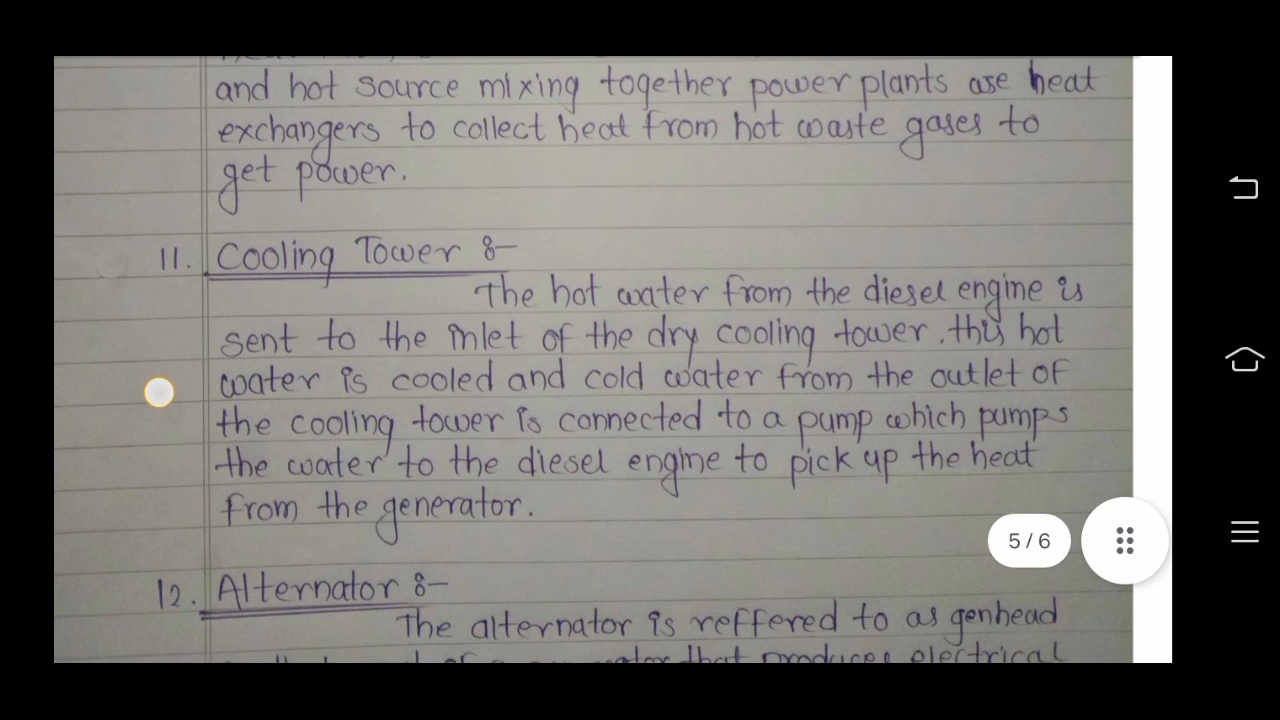 and hot source mixing together power plants are heat
exchangers to collect heat from hot waste gases to
get power.
11. Cooling Tower :-
The hot water from the diesel engine is
sent to the inlet of the dry cooling tower. this hot
water is cooled and cold water from the outlet of
the cooling tower is connected to a pump which pumps
the water to the diesel engine to pick up the heat
from the generator.
5 / 6
12. Alternator :-
The alternator is reffered to as genhead
that produces electrical